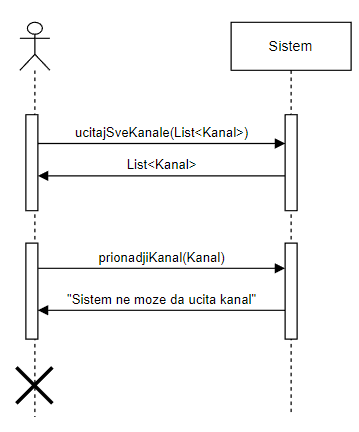 Sistem
ucitajSveKanale(List<Kanal>)
List<Kanal>
prionadjiKanal(Kanal)
"Sistem ne moze da ucita kanal"